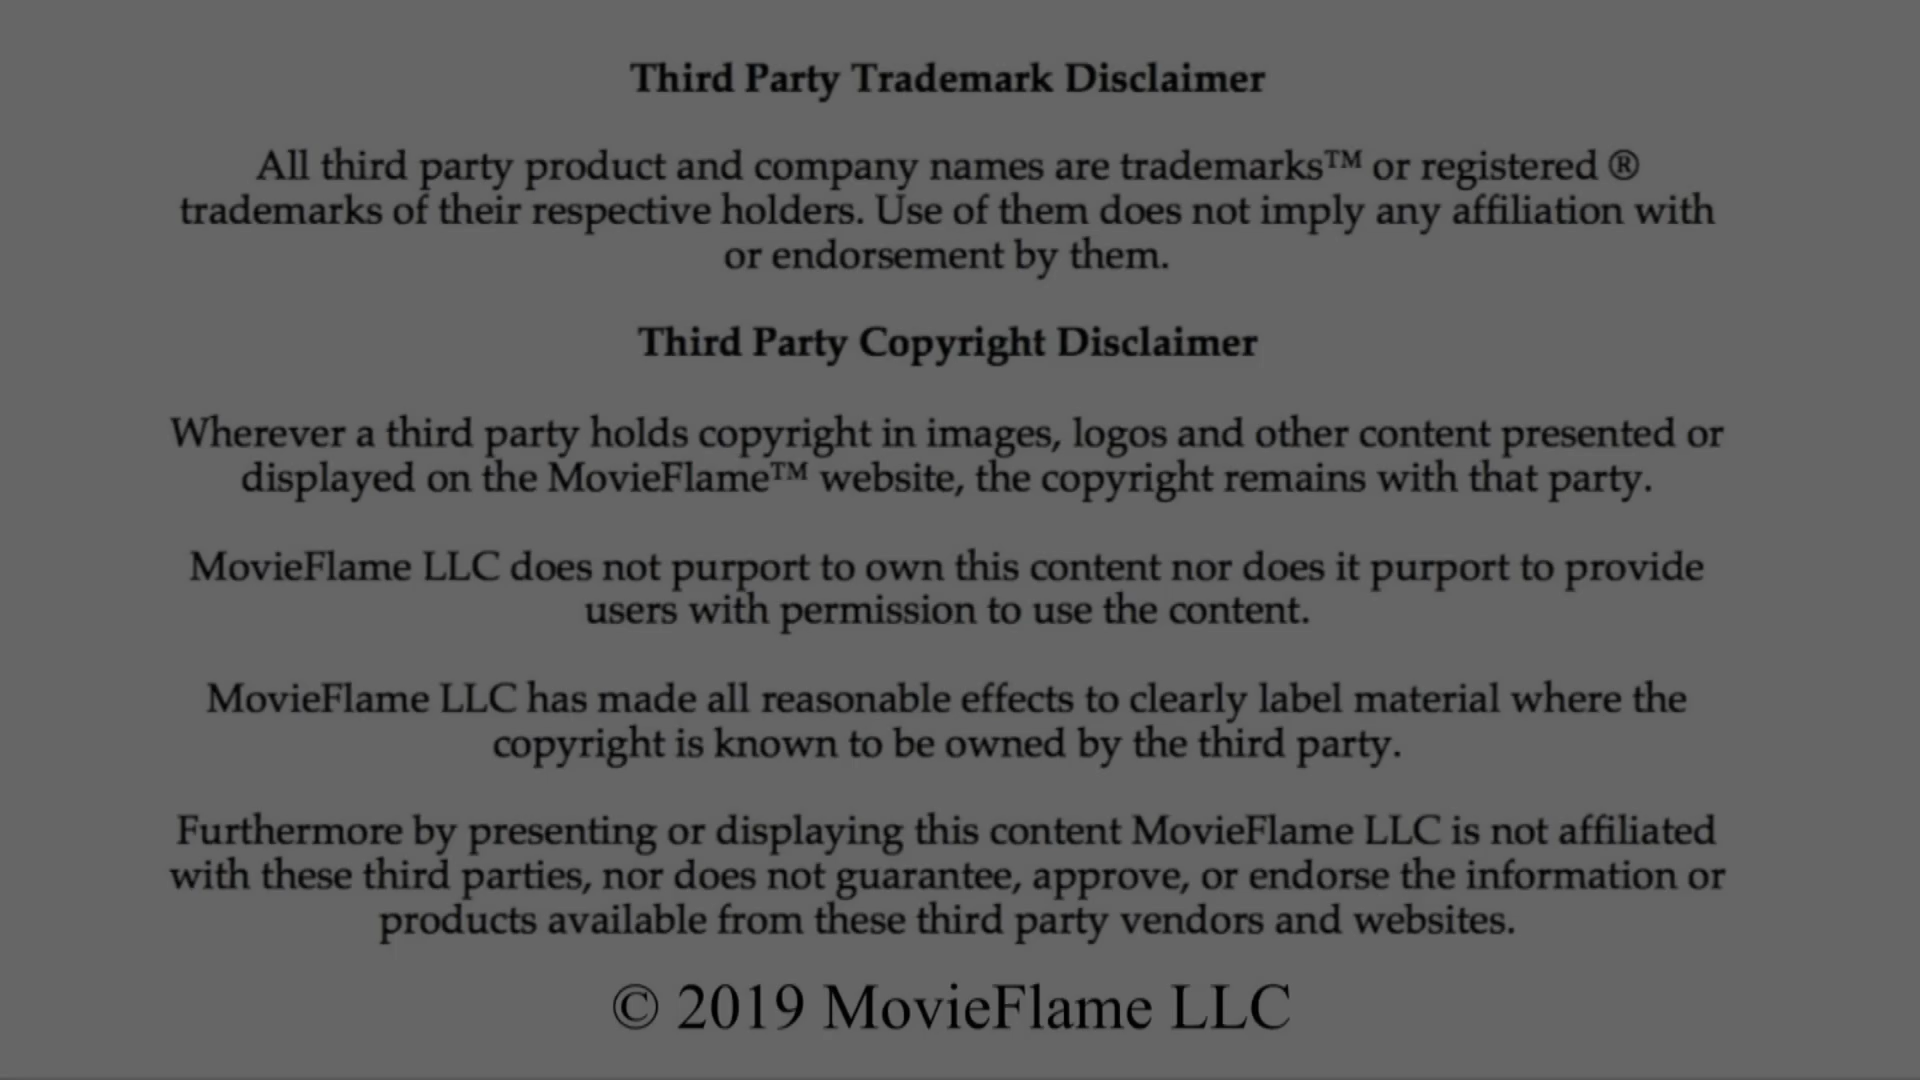 Third Party Trademark Disclaimer
All third party product and company names are trademarks™ or registered ®
trademarks of their respective holders. Use of them does not imply any affiliation with
or endorsement by them.
Third Party Copyright Disclaimer
Wherever a third party holds copyright in images, logos and other content presented or
displayed on the MovieFlame™ website, the copyright remains with that party.
MovieFlame LLC does not purport to own this content nor does it purport to provide
users with permission to use the content.
MovieFlame LLC has made all reasonable effects to clearly label material where the
copyright is known to be owned by the third party.
Furthermore by presenting or displaying this content MovieFlame LLC is not affiliated
with these third parties, nor does not guarantee, approve, or endorse the information or
products available from these third party vendors and websites.
© 2019 MovieFlame LLC